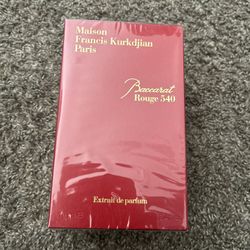 Maison
Francis Kurkdjian
Paris
Baccarat
Rouge 540
Extrait de parfum